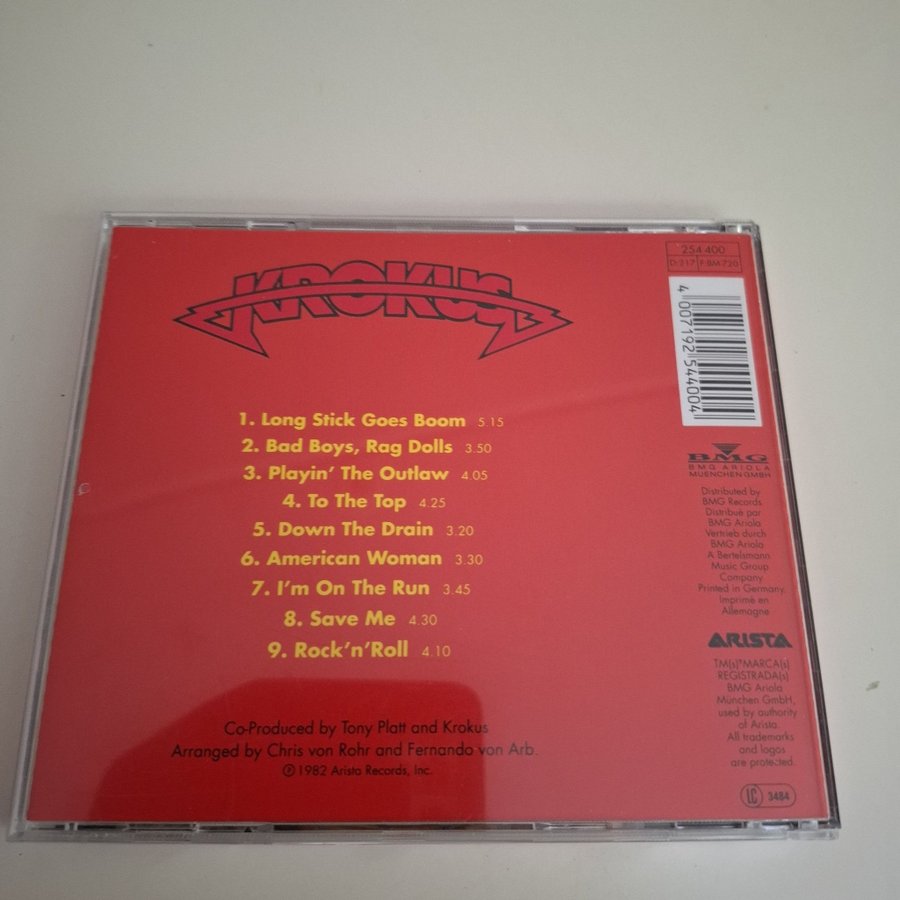 KROKUS
254 400
D:217 F:BM 720
4 007192 544004
1. Long Stick Goes Boom 5.15
2. Bad Boys, Rag Dolls 3.50
3. Playin' The Outlaw 4.05
4. To The Top 4.25
5. Down The Drain 3.20
6. American Woman 3.30
7. I'm On The Run 3.45
8. Save Me 4.30
9. Rock'n'Roll 4.10
Co-Produced by Tony Platt and Krokus
Arranged by Chris von Rohr and Fernando von Arb.
℗ 1982 Arista Records, Inc.
BMG
BMG ARIOLA
MUENCHEN GMBH
Distributed by
BMG Records
Distribué par
BMG Ariola
Vertrieb durch
BMG Ariola
A Bertelsmann
Music Group
Company
Printed in Germany.
Imprimé en
Allemagne
ARISTA
TM(s)*MARCA(s)
REGISTRADA(s)
BMG Ariola
München GmbH,
used by authority
of Arista.
All trademarks
and logos
are protected.
LC 3484